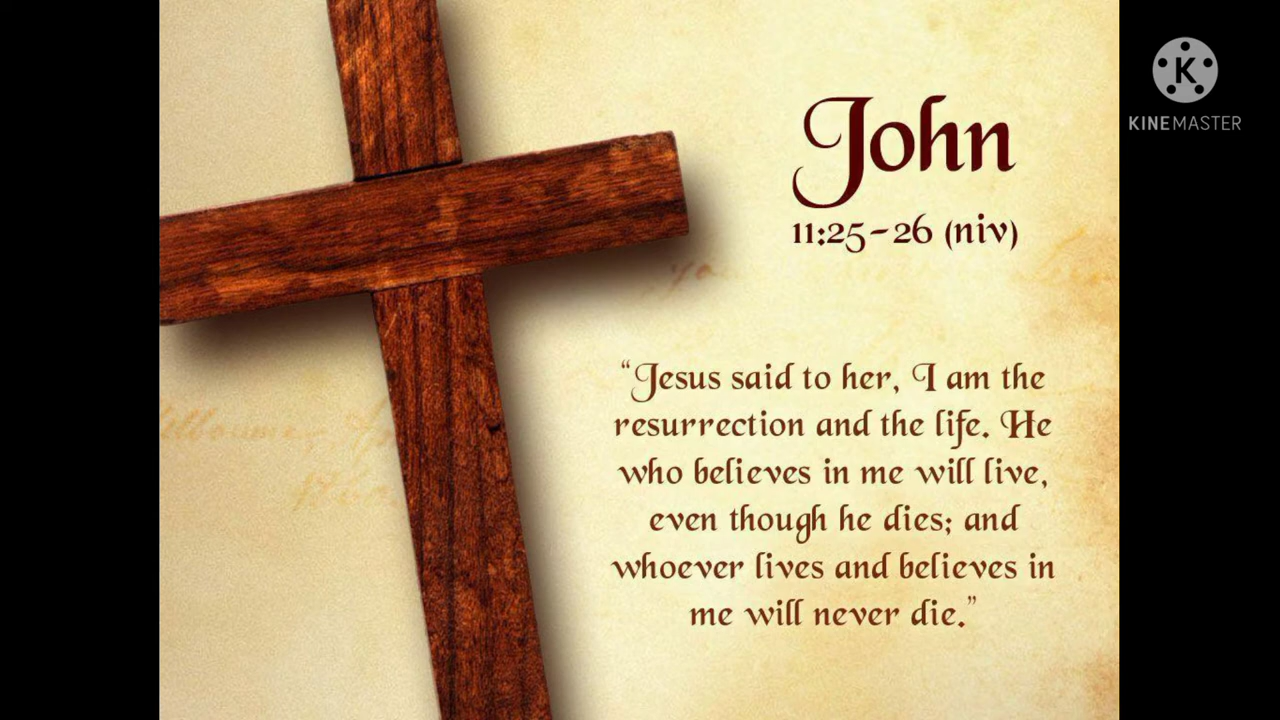 John
11:25-26 (niv)
“Jesus said to her, I am the
resurrection and the life. He
who believes in me will live,
even though he dies; and
whoever lives and believes in
me will never die.”
K
KINEMASTER